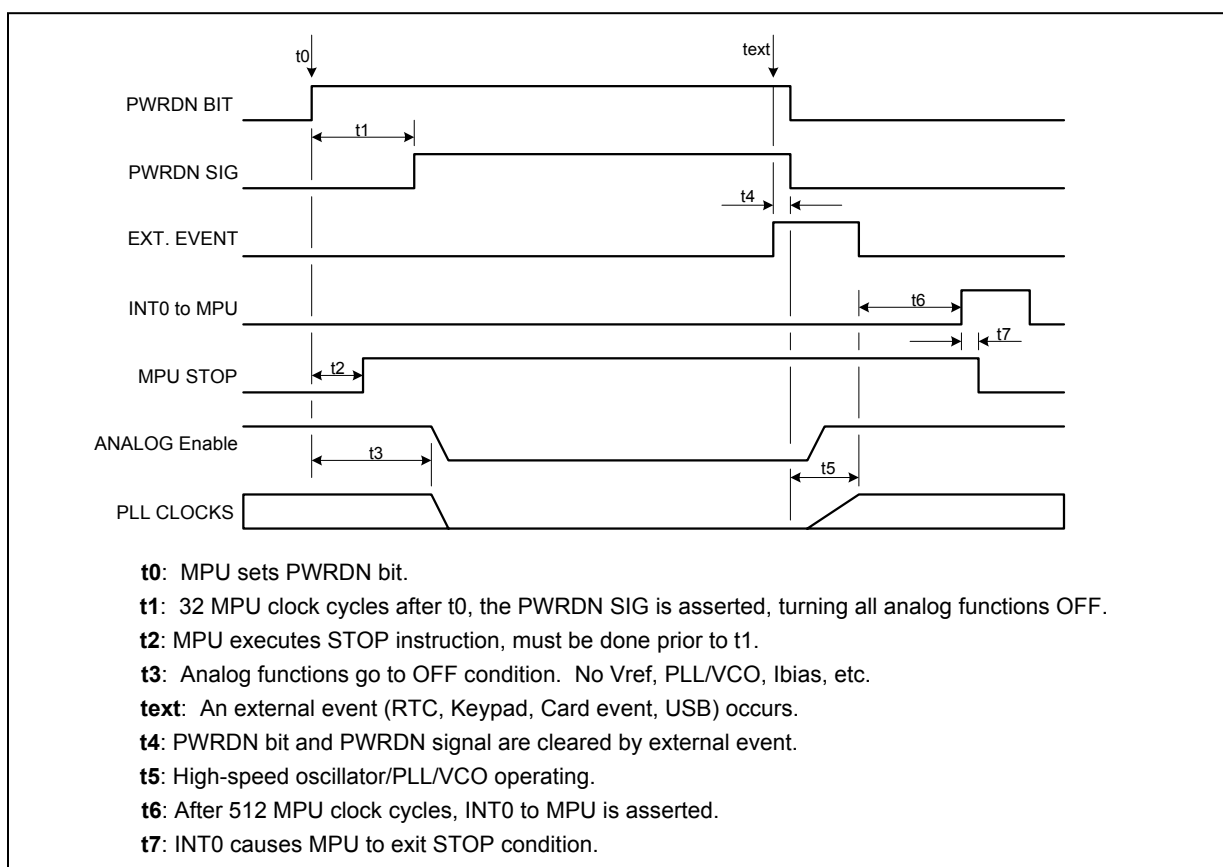 t0
text
PWRDN BIT
t1
PWRDN SIG
t4
EXT. EVENT
INT0 to MPU
t6
t7
MPU STOP
t2
ANALOG Enable
t3
t5
PLL CLOCKS
t0: MPU sets PWRDN bit.
t1: 32 MPU clock cycles after t0, the PWRDN SIG is asserted, turning all analog functions OFF.
t2: MPU executes STOP instruction, must be done prior to t1.
t3: Analog functions go to OFF condition. No Vref, PLL/VCO, Ibias, etc.
text: An external event (RTC, Keypad, Card event, USB) occurs.
t4: PWRDN bit and PWRDN signal are cleared by external event.
t5: High-speed oscillator/PLL/VCO operating.
t6: After 512 MPU clock cycles, INT0 to MPU is asserted.
t7: INT0 causes MPU to exit STOP condition.